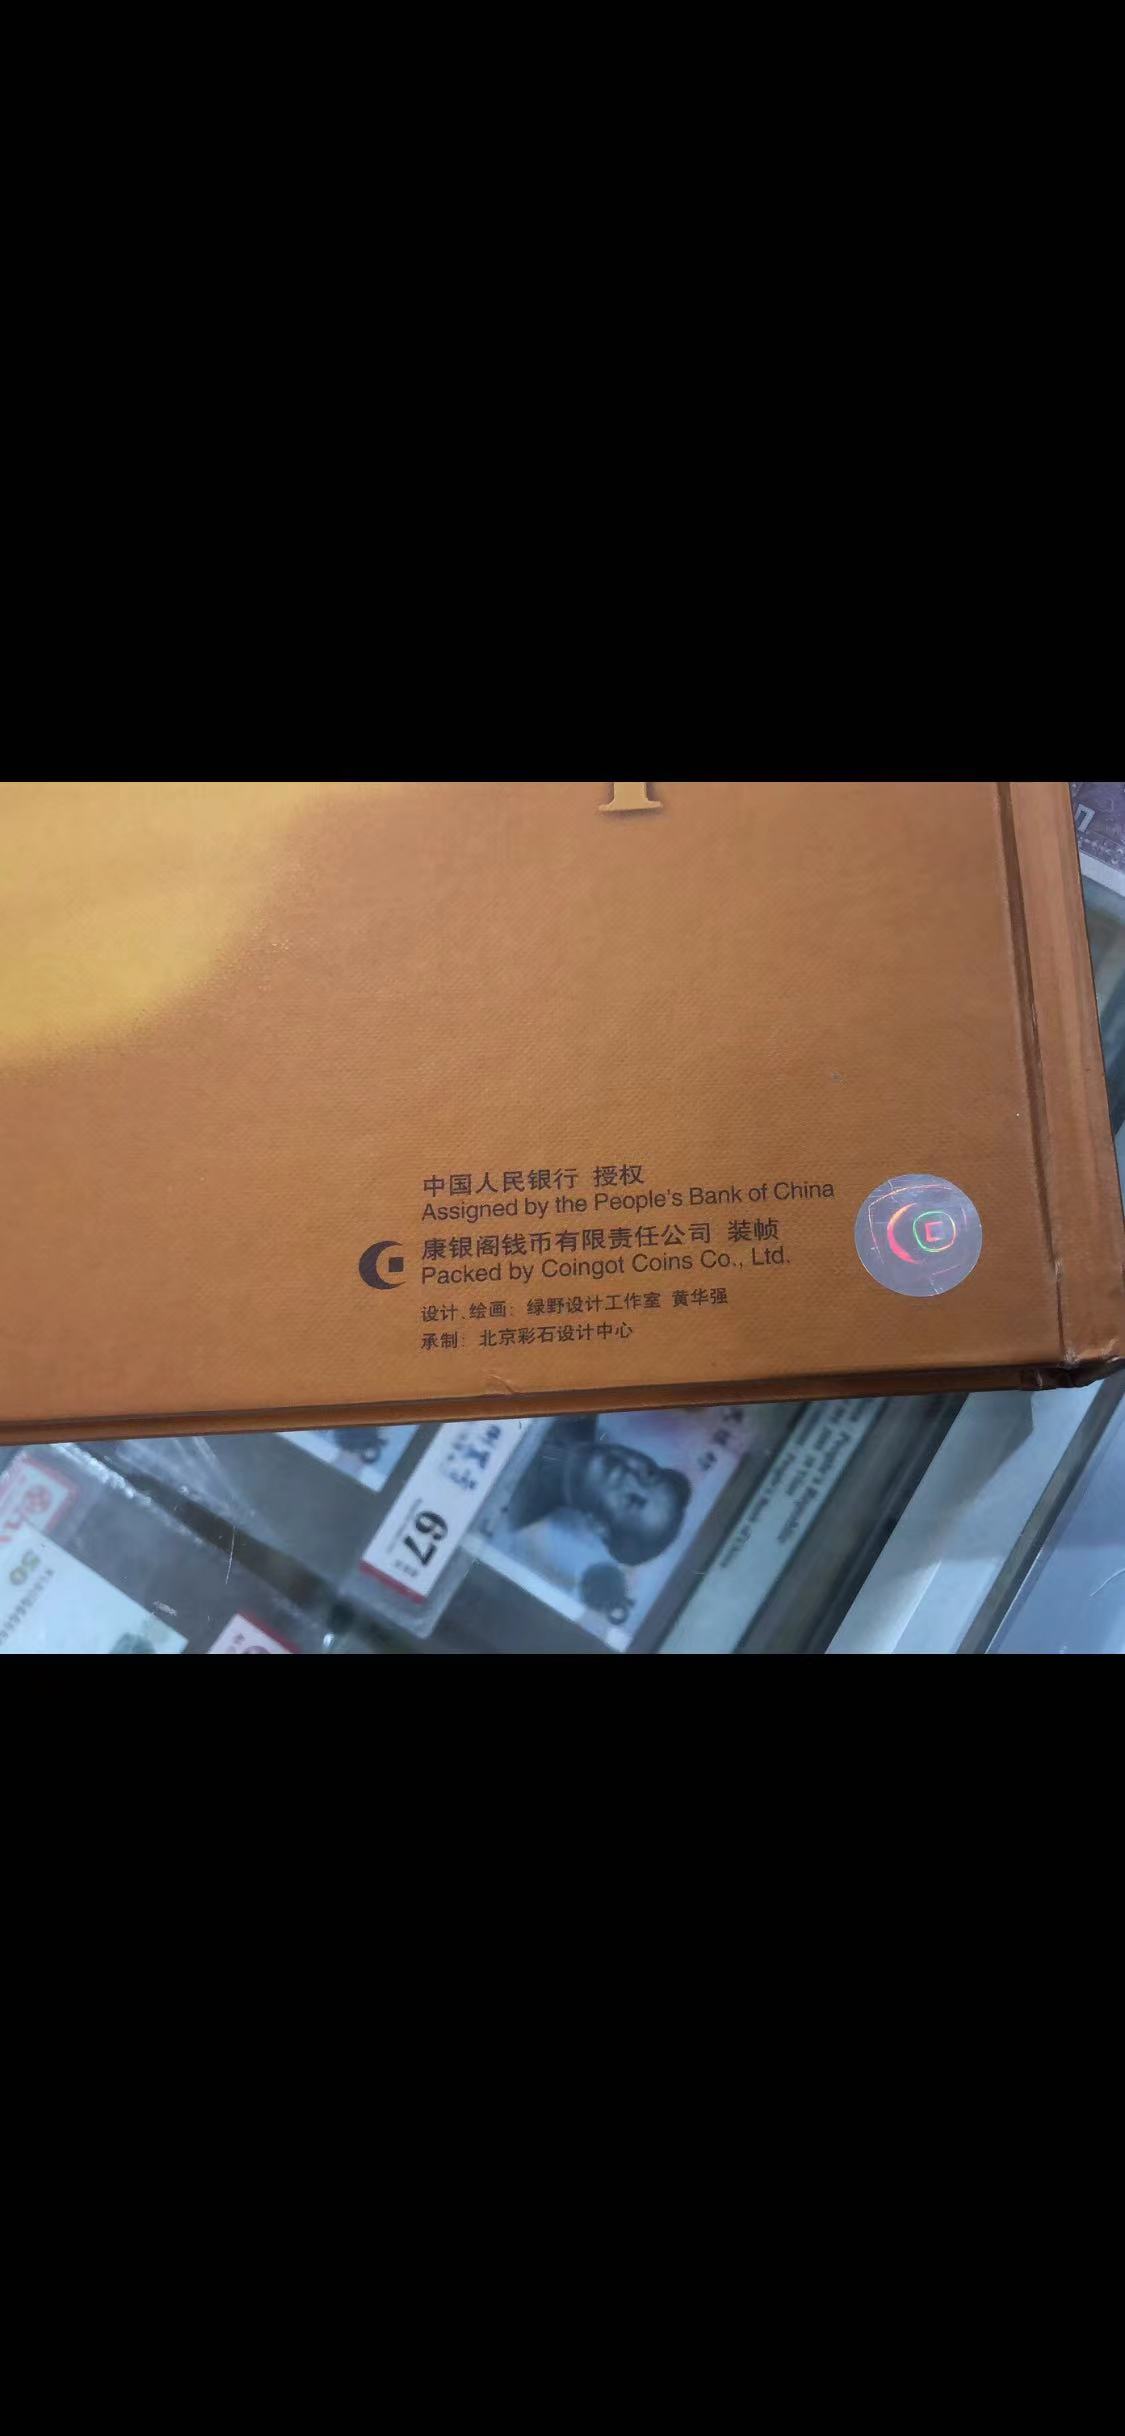 中国人民银行 授权
Assigned by the People's Bank of China
康银阁钱币有限责任公司 装帧
Packed by Coingot Coins Co., Ltd.
设计、绘画：绿野设计工作室 黄华强
承制：北京彩石设计中心
67
50